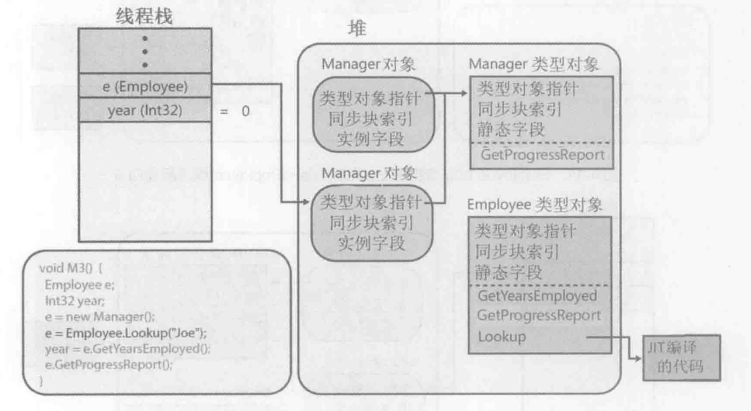 线程栈
e (Employee)
year (Int32)
= 0
void M3() {
Employee e;
Int32 year;
e = new Manager();
e = Employee.Lookup("Joe");
year = e.GetYearsEmployed();
e.GetProgressReport();
}
堆
Manager 对象
类型对象指针
同步块索引
实例字段
Manager 对象
类型对象指针
同步块索引
实例字段
Manager 类型对象
类型对象指针
同步块索引
静态字段
GetProgressReport
Employee 类型对象
类型对象指针
同步块索引
静态字段
GetYearsEmployed
GetProgressReport
Lookup
JIT编译
的代码